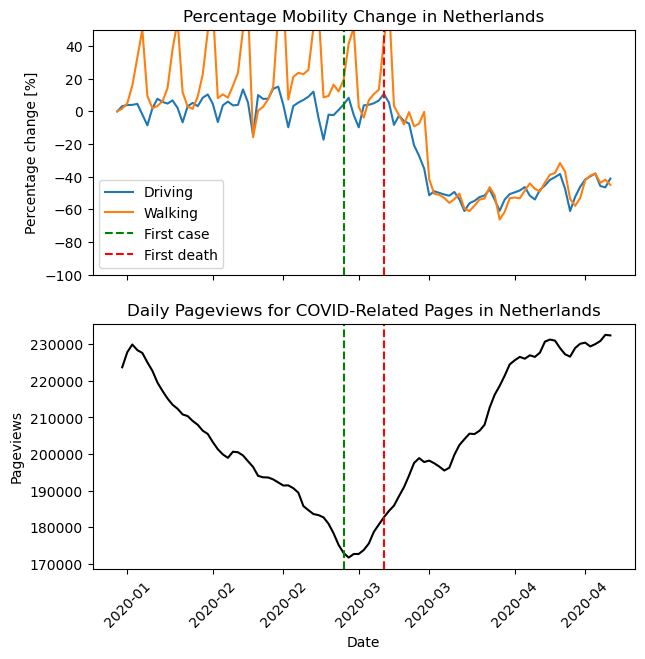 Percentage Mobility Change in Netherlands
Percentage change [%]
40
20
0
−20
−40
−60
−80
−100
Driving
Walking
First case
First death
Daily Pageviews for COVID-Related Pages in Netherlands
Pageviews
230000
220000
210000
200000
190000
180000
170000
2020-01
2020-02
2020-02
2020-03
2020-03
2020-04
2020-04
Date